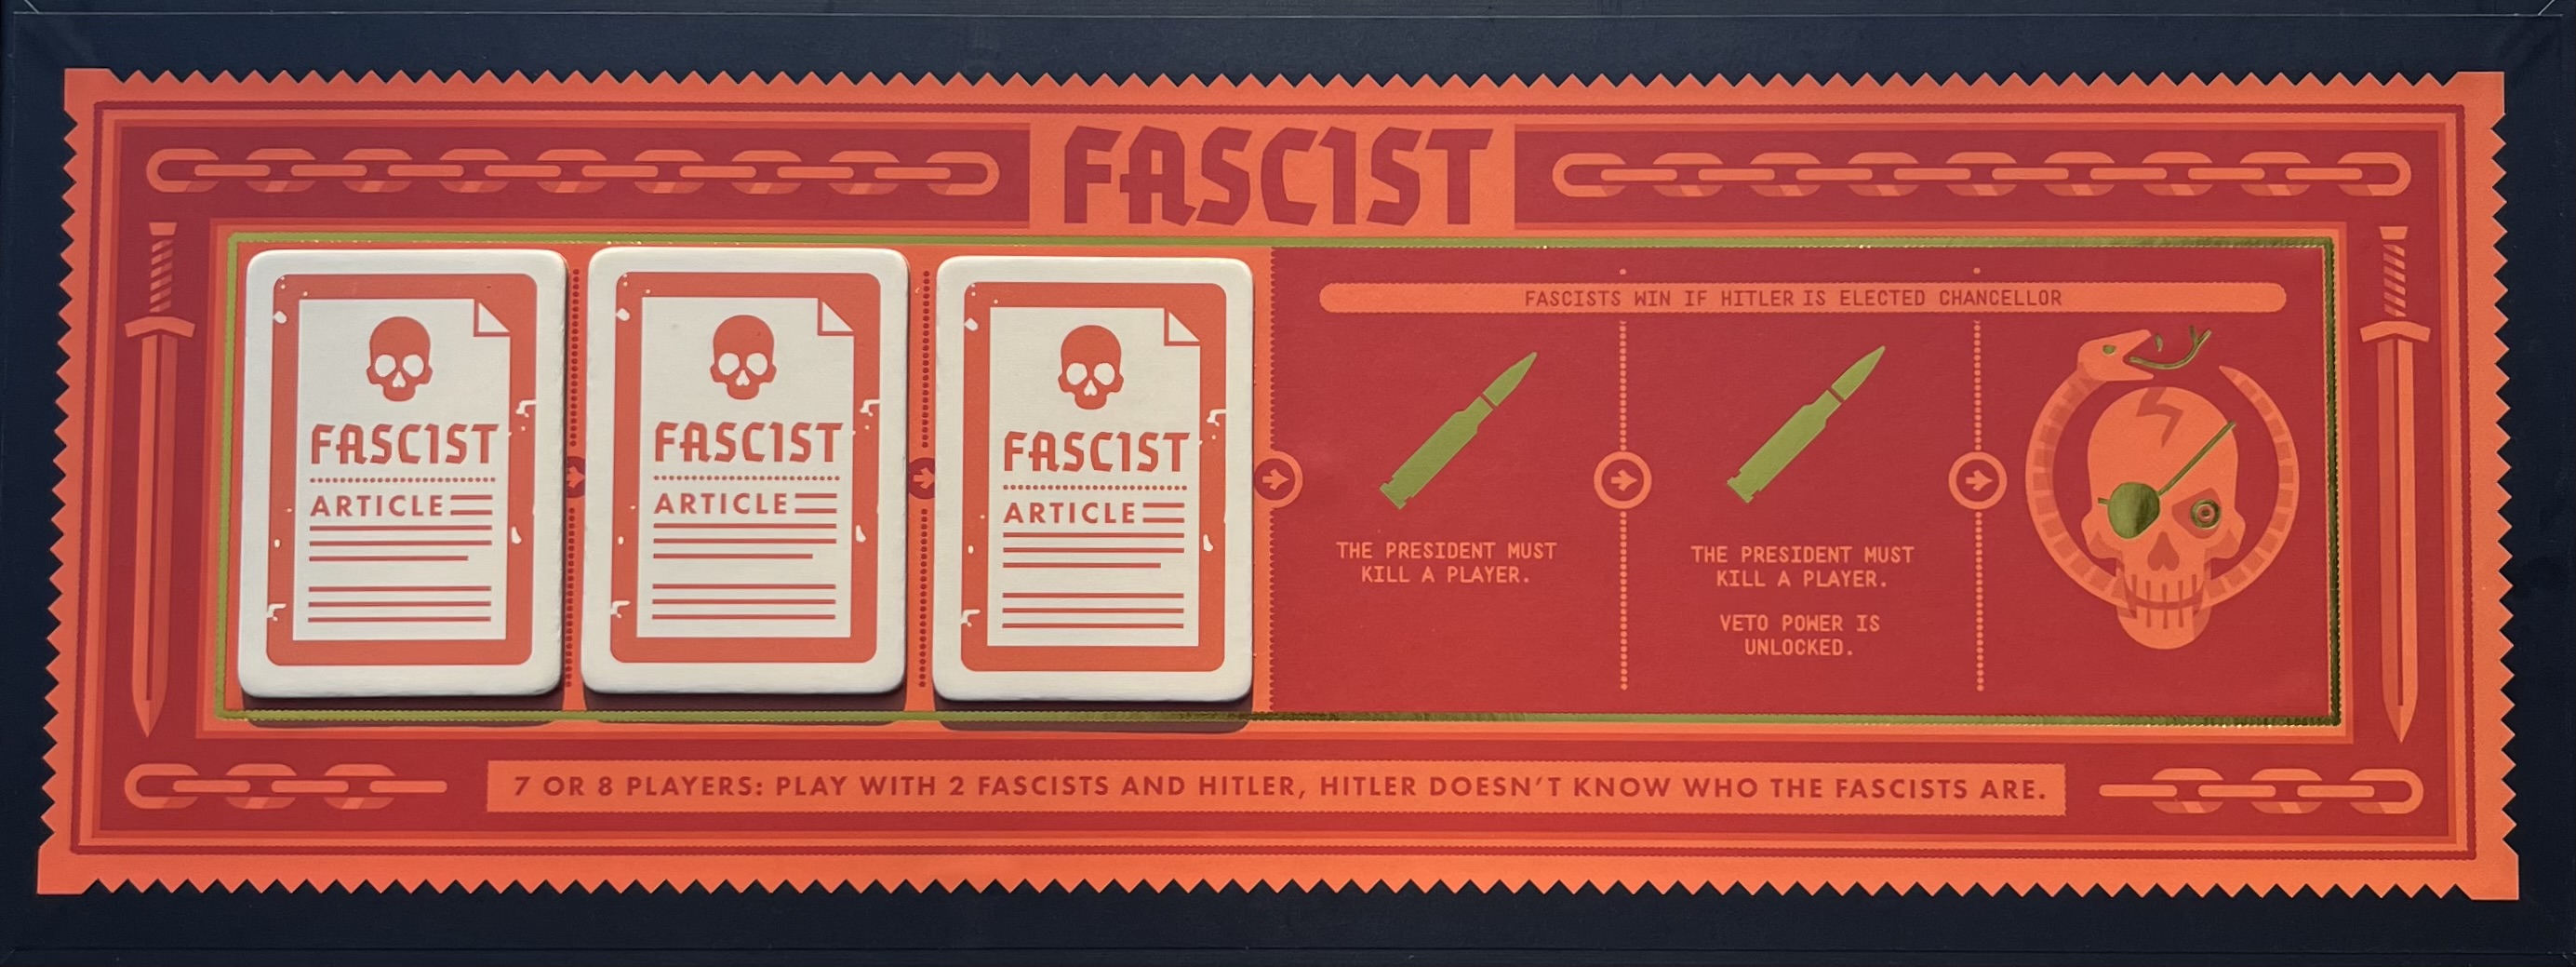 FASCIST
FASCISTS WIN IF HITLER IS ELECTED CHANCELLOR
FASCIST
ARTICLE
FASCIST
ARTICLE
FASCIST
ARTICLE
THE PRESIDENT MUST
KILL A PLAYER.
THE PRESIDENT MUST
KILL A PLAYER.
VETO POWER IS
UNLOCKED.
7 OR 8 PLAYERS: PLAY WITH 2 FASCISTS AND HITLER, HITLER DOESN'T KNOW WHO THE FASCISTS ARE.